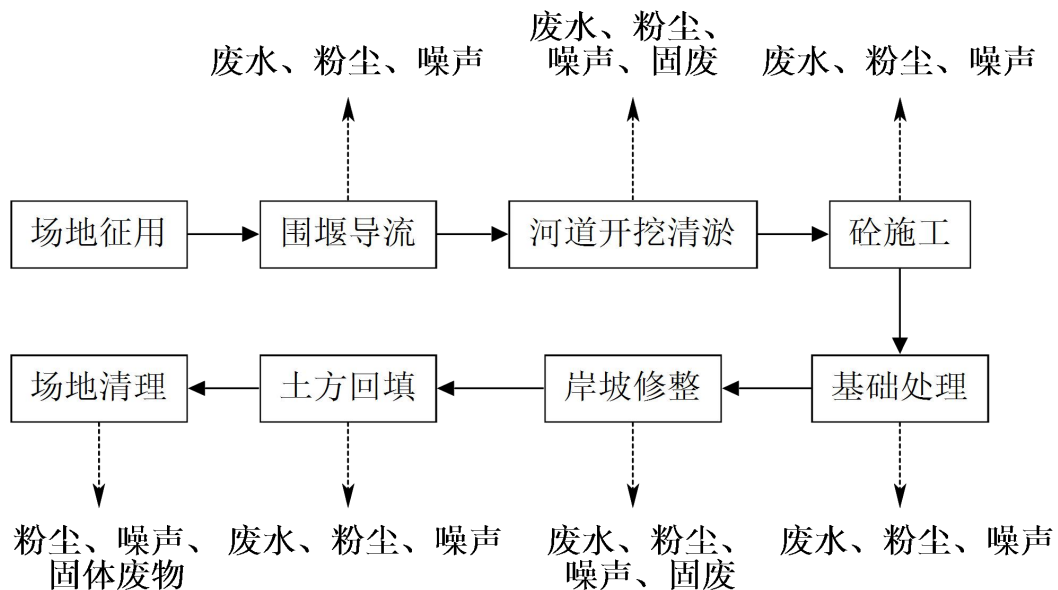 废水、粉尘、噪声
废水、粉尘、
噪声、固废
废水、粉尘、噪声
场地征用
围堰导流
河道开挖清淤
砼施工
场地清理
土方回填
岸坡修整
基础处理
粉尘、噪声、
固体废物
废水、粉尘、噪声
废水、粉尘、
噪声、固废
废水、粉尘、噪声